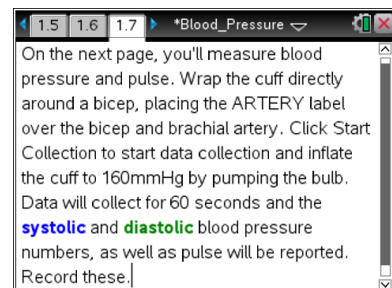 1.5 1.6 1.7 *Blood_Pressure
On the next page, you'll measure blood
pressure and pulse. Wrap the cuff directly
around a bicep, placing the ARTERY label
over the bicep and brachial artery. Click Start
Collection to start data collection and inflate
the cuff to 160mmHg by pumping the bulb.
Data will collect for 60 seconds and the
systolic and diastolic blood pressure
numbers, as well as pulse will be reported.
Record these.